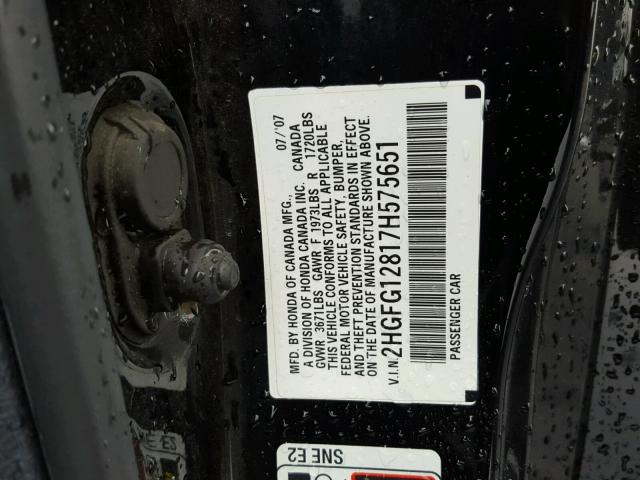 MFD. BY HONDA OF CANADA MFG., 07/'07
A DIVISION OF HONDA CANADA INC. CANADA
GVWR 3671LBS GAWR F 1973LBS R 1720LBS
THIS VEHICLE CONFORMS TO ALL APPLICABLE
FEDERAL MOTOR VEHICLE SAFETY, BUMPER,
AND THEFT PREVENTION STANDARDS IN EFFECT
ON THE DATE OF MANUFACTURE SHOWN ABOVE.
V.I.N. 2HGFG12817H575651
PASSENGER CAR
SNE E2